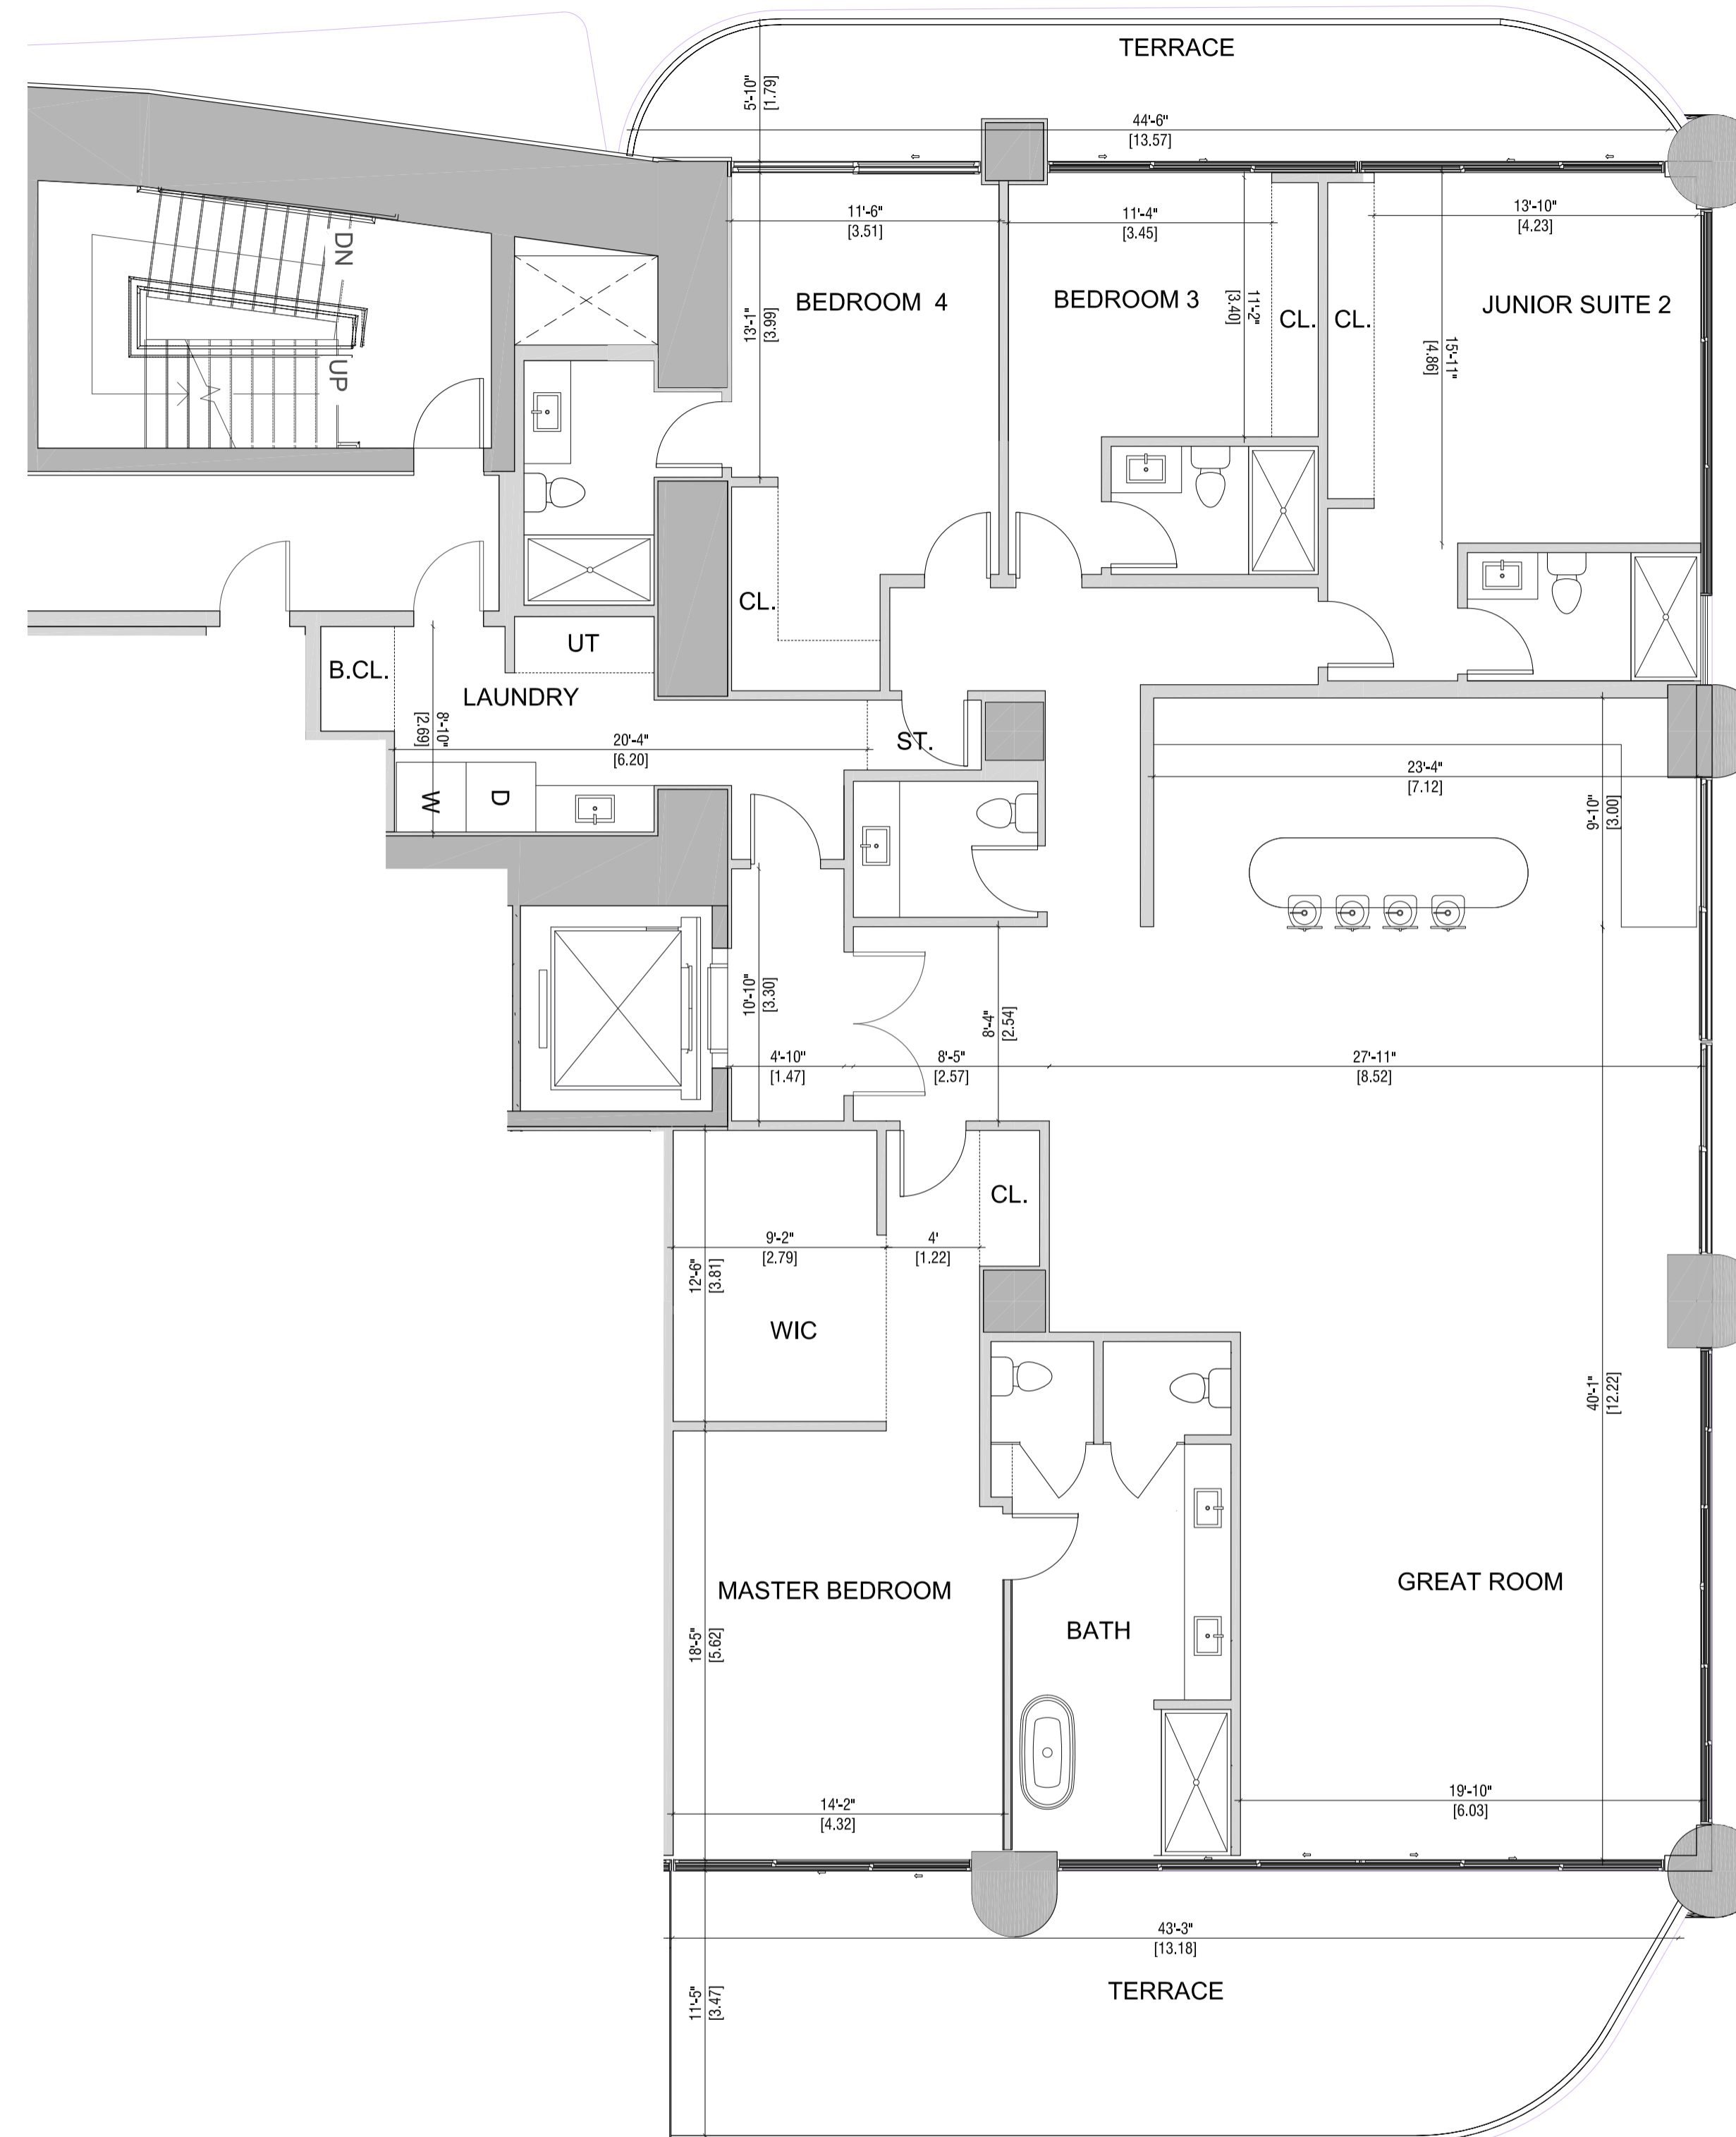 TERRACE
5'-10"
[1.79]
44'-6"
[13.57]
11'-6"
[3.51]
11'-4"
[3.45]
13'-10"
[4.23]
DN
UP
BEDROOM 4
13'-1"
[3.99]
BEDROOM 3
11'-2"
[3.40]
CL.
CL.
JUNIOR SUITE 2
15'-11"
[4.86]
CL.
UT
B.CL.
LAUNDRY
8'-10"
[2.69]
20'-4"
[6.20]
ST.
W
D
23'-4"
[7.12]
9'-10"
[3.00]
10'-10"
[3.30]
8'-4"
[2.54]
4'-10"
[1.47]
8'-5"
[2.57]
27'-11"
[8.52]
CL.
9'-2"
[2.79]
4'
[1.22]
12'-6"
[3.81]
WIC
40'-1"
[12.22]
MASTER BEDROOM
GREAT ROOM
BATH
18'-5"
[5.62]
14'-2"
[4.32]
19'-10"
[6.03]
43'-3"
[13.18]
TERRACE
11'-5"
[3.47]